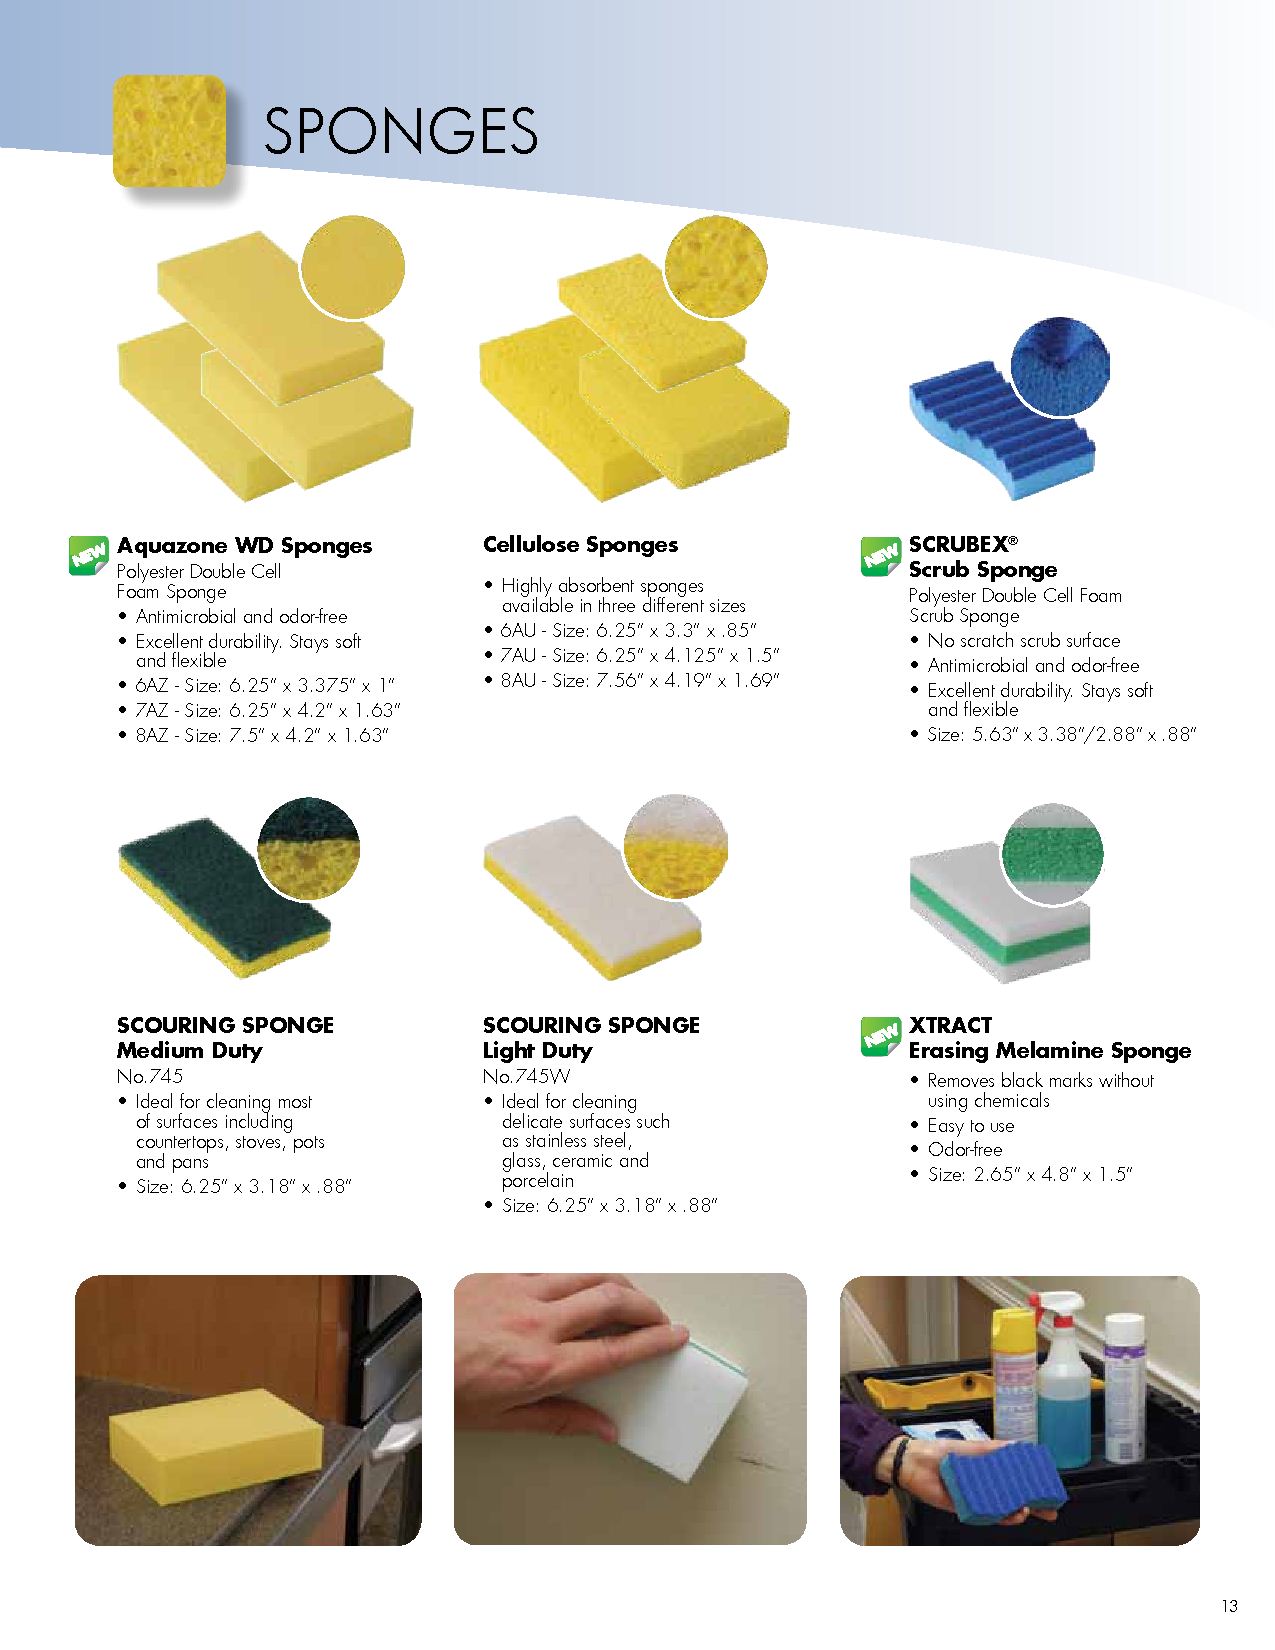 SPONGES
NEW
Aquazone WD Sponges
Polyester Double Cell
Foam Sponge
• Antimicrobial and odor-free
• Excellent durability. Stays soft
and flexible
• 6AZ - Size: 6.25” x 3.375” x 1”
• 7AZ - Size: 6.25” x 4.2” x 1.63”
• 8AZ - Size: 7.5” x 4.2” x 1.63”
Cellulose Sponges
• Highly absorbent sponges
available in three different sizes
• 6AU - Size: 6.25” x 3.3” x .85”
• 7AU - Size: 6.25” x 4.125” x 1.5”
• 8AU - Size: 7.56” x 4.19” x 1.69”
NEW
SCRUBEX®
Scrub Sponge
Polyester Double Cell Foam
Scrub Sponge
• No scratch scrub surface
• Antimicrobial and odor-free
• Excellent durability. Stays soft
and flexible
• Size: 5.63” x 3.38”/2.88” x .88”
SCOURING SPONGE
Medium Duty
No.745
• Ideal for cleaning most
of surfaces including
countertops, stoves, pots
and pans
• Size: 6.25” x 3.18” x .88”
SCOURING SPONGE
Light Duty
No.745W
• Ideal for cleaning
delicate surfaces such
as stainless steel,
glass, ceramic and
porcelain
• Size: 6.25” x 3.18” x .88”
NEW
XTRACT
Erasing Melamine Sponge
• Removes black marks without
using chemicals
• Easy to use
• Odor-free
• Size: 2.65” x 4.8” x 1.5”
13